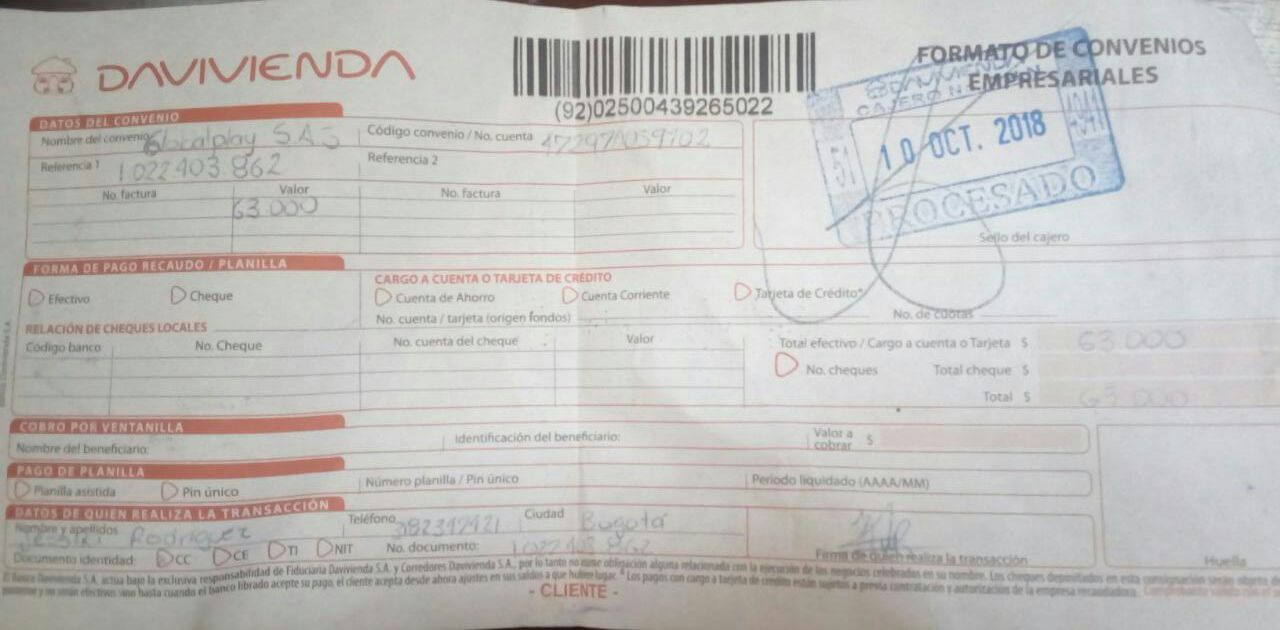 DAVIVIENDA
(92)02500439265022
FORMATO DE CONVENIOS
EMPRESARIALES
DAVIVIENDA
CAJERO
51
10 OCT. 2018
PROCESADO
Sello del cajero
DATOS DEL CONVENIO
Nombre del convenio Globalplay S.A.S
Código convenio / No. cuenta
Referencia 1 1.022.403.862
Referencia 2
No. factura Valor No. factura Valor
63.000
FORMA DE PAGO RECAUDO / PLANILLA
Efectivo Cheque
CARGO A CUENTA O TARJETA DE CRÉDITO
Cuenta de Ahorro Cuenta Corriente Tarjeta de Crédito*
No. cuenta / tarjeta (origen fondos) No. de cuotas
RELACIÓN DE CHEQUES LOCALES
Código banco No. Cheque No. cuenta del cheque Valor
Total efectivo / Cargo a cuenta o Tarjeta $ 63.000
No. cheques Total cheque $
Total $ 63.000
COBRO POR VENTANILLA
Nombre del beneficiario: Identificación del beneficiario: Valor a cobrar $
PAGO DE PLANILLA
Planilla asistida Pin único Número planilla / Pin único Periodo liquidado (AAAA/MM)
DATOS DE QUIEN REALIZA LA TRANSACCIÓN
Nombre y apellidos Rodriguez Teléfono Ciudad Bogotá
Documento identidad: CC CE TI NIT No. documento: 1022403862
Firma de quien realiza la transacción
Huella
El Banco Davivienda S.A. actua bajo la exclusiva responsabilidad de Fiduciaria Davivienda S.A. y Corredores Davivienda S.A., por lo tanto no tiene obligación alguna relacionada con la ejecución de los negocios celebrados en su nombre. Los cheques depositados en esta consignación serán objeto
posterior y no serán efectivos sino hasta cuando el banco librado acepte su pago, el cliente acepta desde ahora ajustes en sus saldos a que hubiere lugar. * Los pagos con cargo a tarjeta de crédito están sujetos a previa contratación y autorización de la empresa recaudadora.
- CLIENTE -